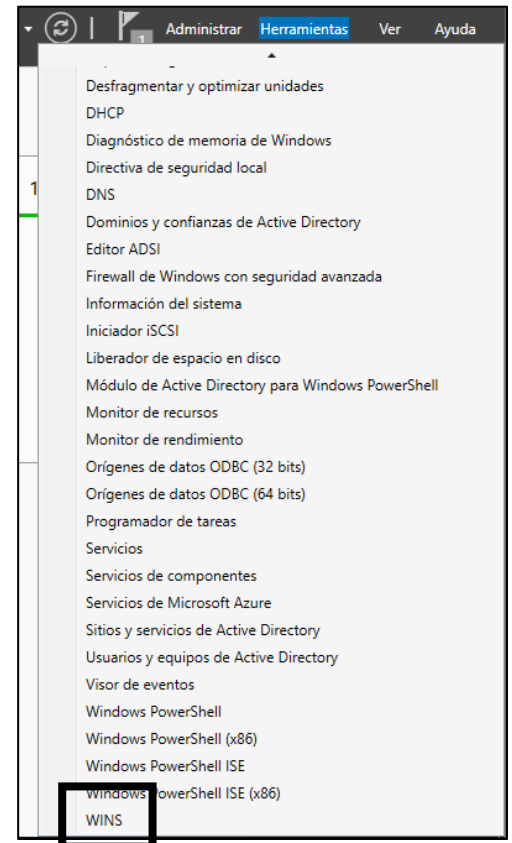 Administrar Herramientas Ver Ayuda
1
Desfragmentar y optimizar unidades
DHCP
Diagnóstico de memoria de Windows
Directiva de seguridad local
1
DNS
Dominios y confianzas de Active Directory
Editor ADSI
Firewall de Windows con seguridad avanzada
Información del sistema
Iniciador iSCSI
Liberador de espacio en disco
Módulo de Active Directory para Windows PowerShell
Monitor de recursos
Monitor de rendimiento
Orígenes de datos ODBC (32 bits)
Orígenes de datos ODBC (64 bits)
Programador de tareas
Servicios
Servicios de componentes
Servicios de Microsoft Azure
Sitios y servicios de Active Directory
Usuarios y equipos de Active Directory
Visor de eventos
Windows PowerShell
Windows PowerShell (x86)
Windows PowerShell ISE
Windows PowerShell ISE (x86)
WINS